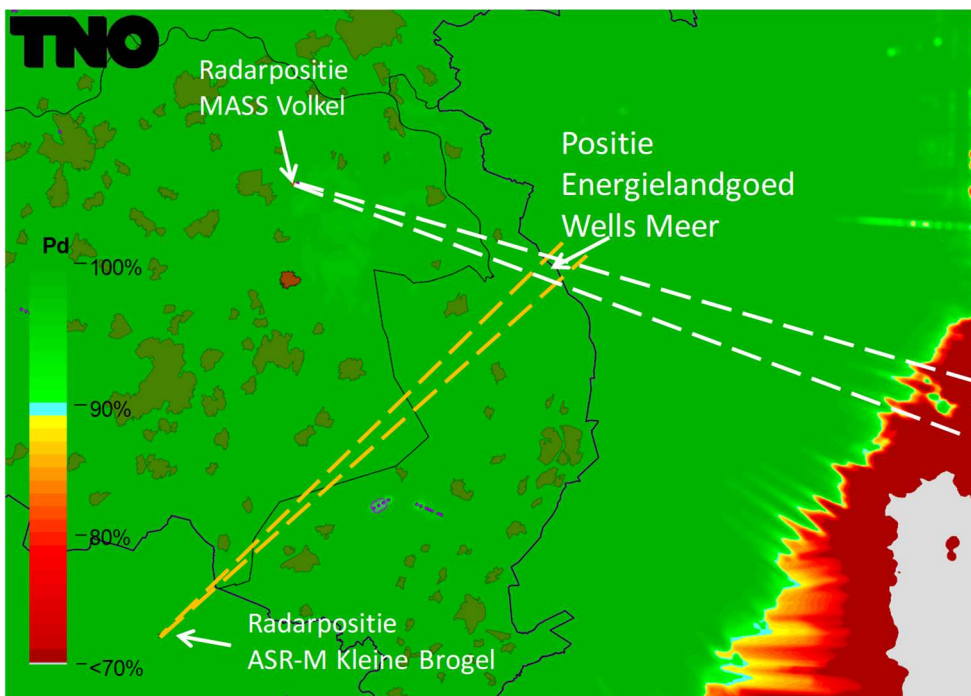 TNO
Radarpositie
MASS Volkel
Positie
Energielandgoed
Wells Meer
Pd
100%
90%
80%
<70%
Radarpositie
ASR-M Kleine Brogel